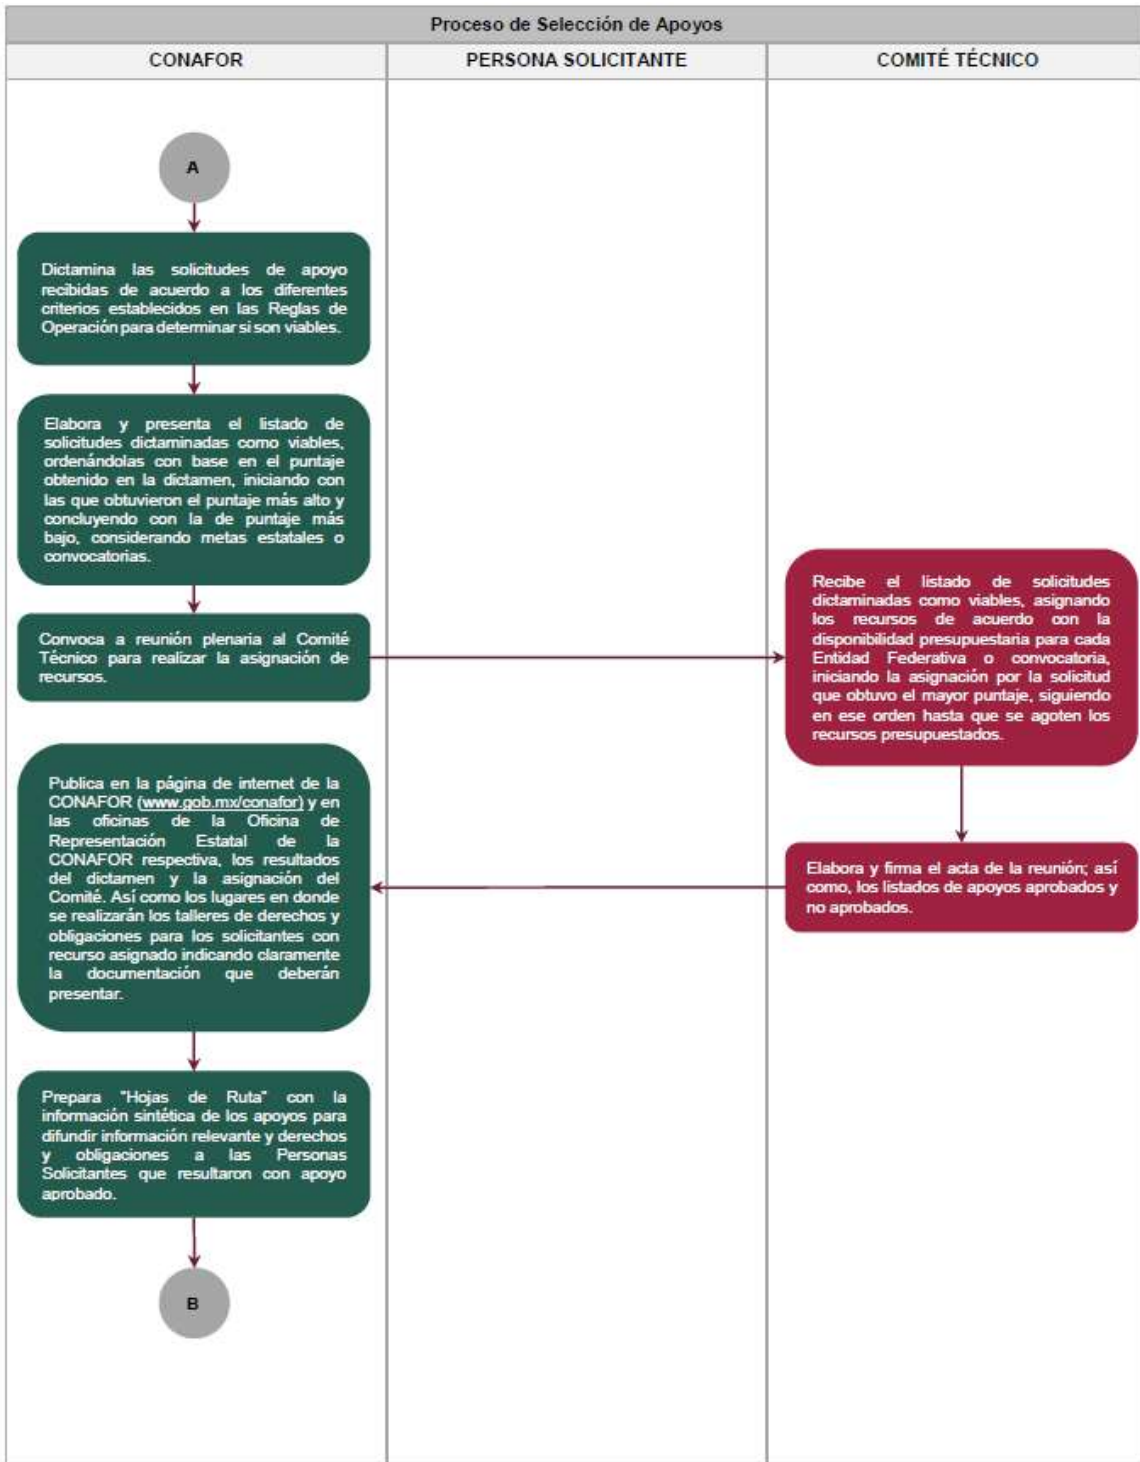 Proceso de Selección de Apoyos
CONAFOR
PERSONA SOLICITANTE
COMITÉ TÉCNICO
A
Dictamina las solicitudes de apoyo
recibidas de acuerdo a los diferentes
criterios establecidos en las Reglas de
Operación para determinar si son viables.
Elabora y presenta el listado de
solicitudes dictaminadas como viables,
ordenándolas con base en el puntaje
obtenido en la dictamen, iniciando con
las que obtuvieron el puntaje más alto y
concluyendo con la de puntaje más
bajo, considerando metas estatales o
convocatorias.
Convoca a reunión plenaria al Comité
Técnico para realizar la asignación de
recursos.
Recibe el listado de solicitudes
dictaminadas como viables, asignando
los recursos de acuerdo con la
disponibilidad presupuestaria para cada
Entidad Federativa o convocatoria,
iniciando la asignación por la solicitud
que obtuvo el mayor puntaje, siguiendo
en ese orden hasta que se agoten los
recursos presupuestados.
Elabora y firma el acta de la reunión; así
como, los listados de apoyos aprobados y
no aprobados.
Publica en la página de internet de la
CONAFOR (www.gob.mx/conafor) y en
las oficinas de la Oficina de
Representación Estatal de la
CONAFOR respectiva, los resultados
del dictamen y la asignación del
Comité. Así como los lugares en donde
se realizarán los talleres de derechos y
obligaciones para los solicitantes con
recurso asignado indicando claramente
la documentación que deberán
presentar.
Prepara "Hojas de Ruta" con la
información sintética de los apoyos para
difundir información relevante y derechos
y obligaciones a las Personas
Solicitantes que resultaron con apoyo
aprobado.
B